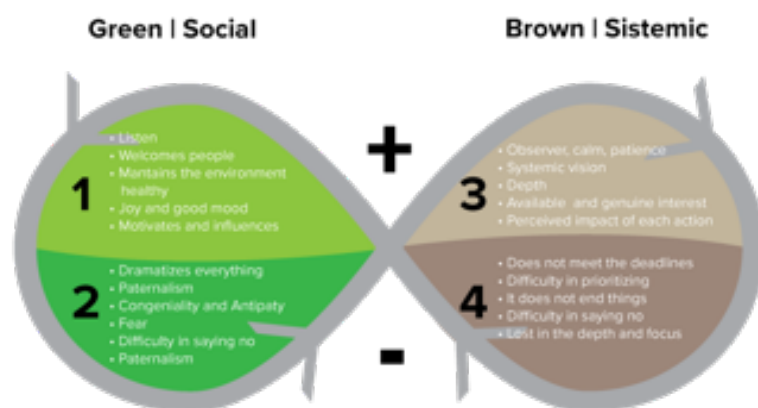 Green | Social
Brown | Sistemic
+
1
• Listen
• Welcomes people
• Mantains the environment
healthy
• Joy and good mood
• Motivates and influences
3
• Observer, calm, patience
• Systemic vision
• Depth
• Available and genuine interest
• Perceived impact of each action
2
• Dramatizes everything
• Paternalism
• Congeniality and Antipaty
• Fear
• Difficulty in saying no
• Paternalism
4
• Does not meet the deadlines
• Difficulty in prioritizing
• It does not end things
• Difficulty in saying no
• Lost in the depth and focus
-